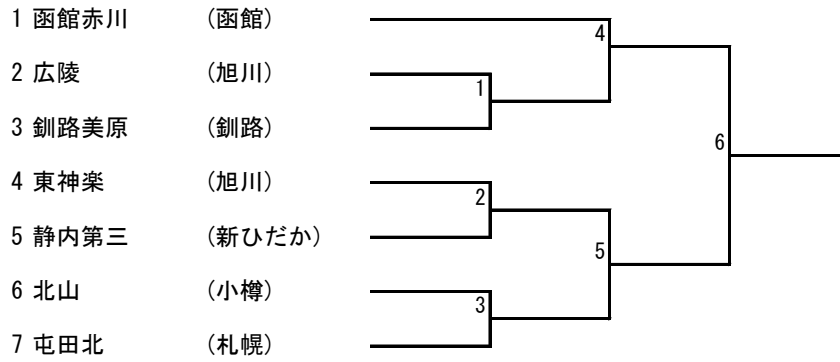 1 函館赤川 (函館)
4
2 広陵 (旭川)
1
3 釧路美原 (釧路)
6
4 東神楽 (旭川)
2
5 静内第三 (新ひだか)
5
6 北山 (小樽)
3
7 屯田北 (札幌)